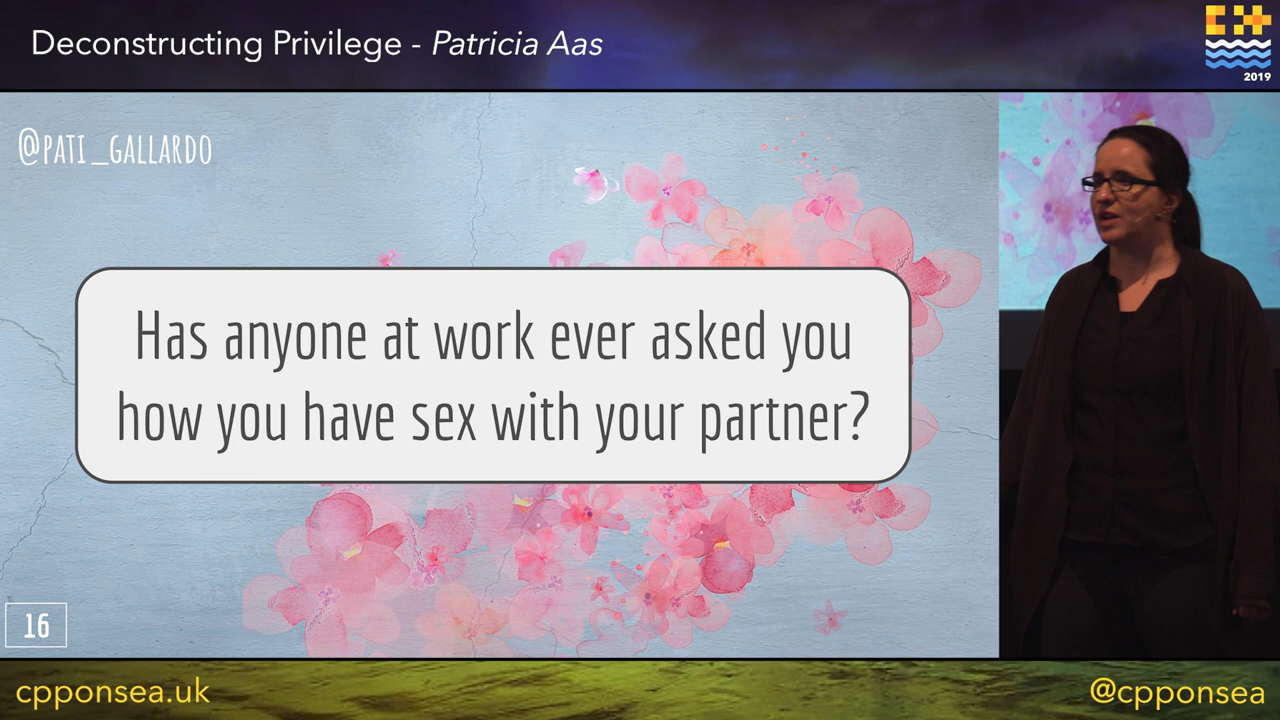 Deconstructing Privilege - Patricia Aas
2019
@PATI_GALLARDO
Has anyone at work ever asked you
how you have sex with your partner?
16
cpponsea.uk
@cpponsea